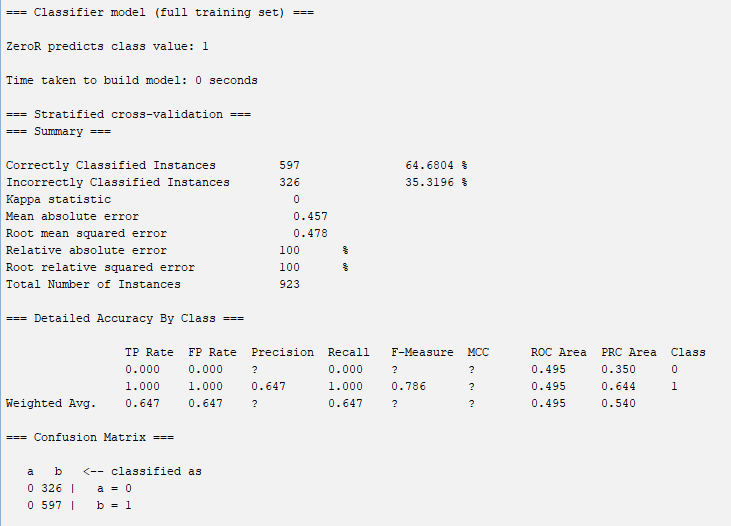 === Classifier model (full training set) ===
ZeroR predicts class value: 1
Time taken to build model: 0 seconds
=== Stratified cross-validation ===
=== Summary ===
Correctly Classified Instances 597 64.6804 %
Incorrectly Classified Instances 326 35.3196 %
Kappa statistic 0
Mean absolute error 0.457
Root mean squared error 0.478
Relative absolute error 100 %
Root relative squared error 100 %
Total Number of Instances 923
=== Detailed Accuracy By Class ===
TP Rate FP Rate Precision Recall F-Measure MCC ROC Area PRC Area Class
0.000 0.000 ? 0.000 ? ? 0.495 0.350 0
1.000 1.000 0.647 1.000 0.786 ? 0.495 0.644 1
Weighted Avg. 0.647 0.647 ? 0.647 ? ? 0.495 0.540
=== Confusion Matrix ===
a b <-- classified as
0 326 | a = 0
0 597 | b = 1